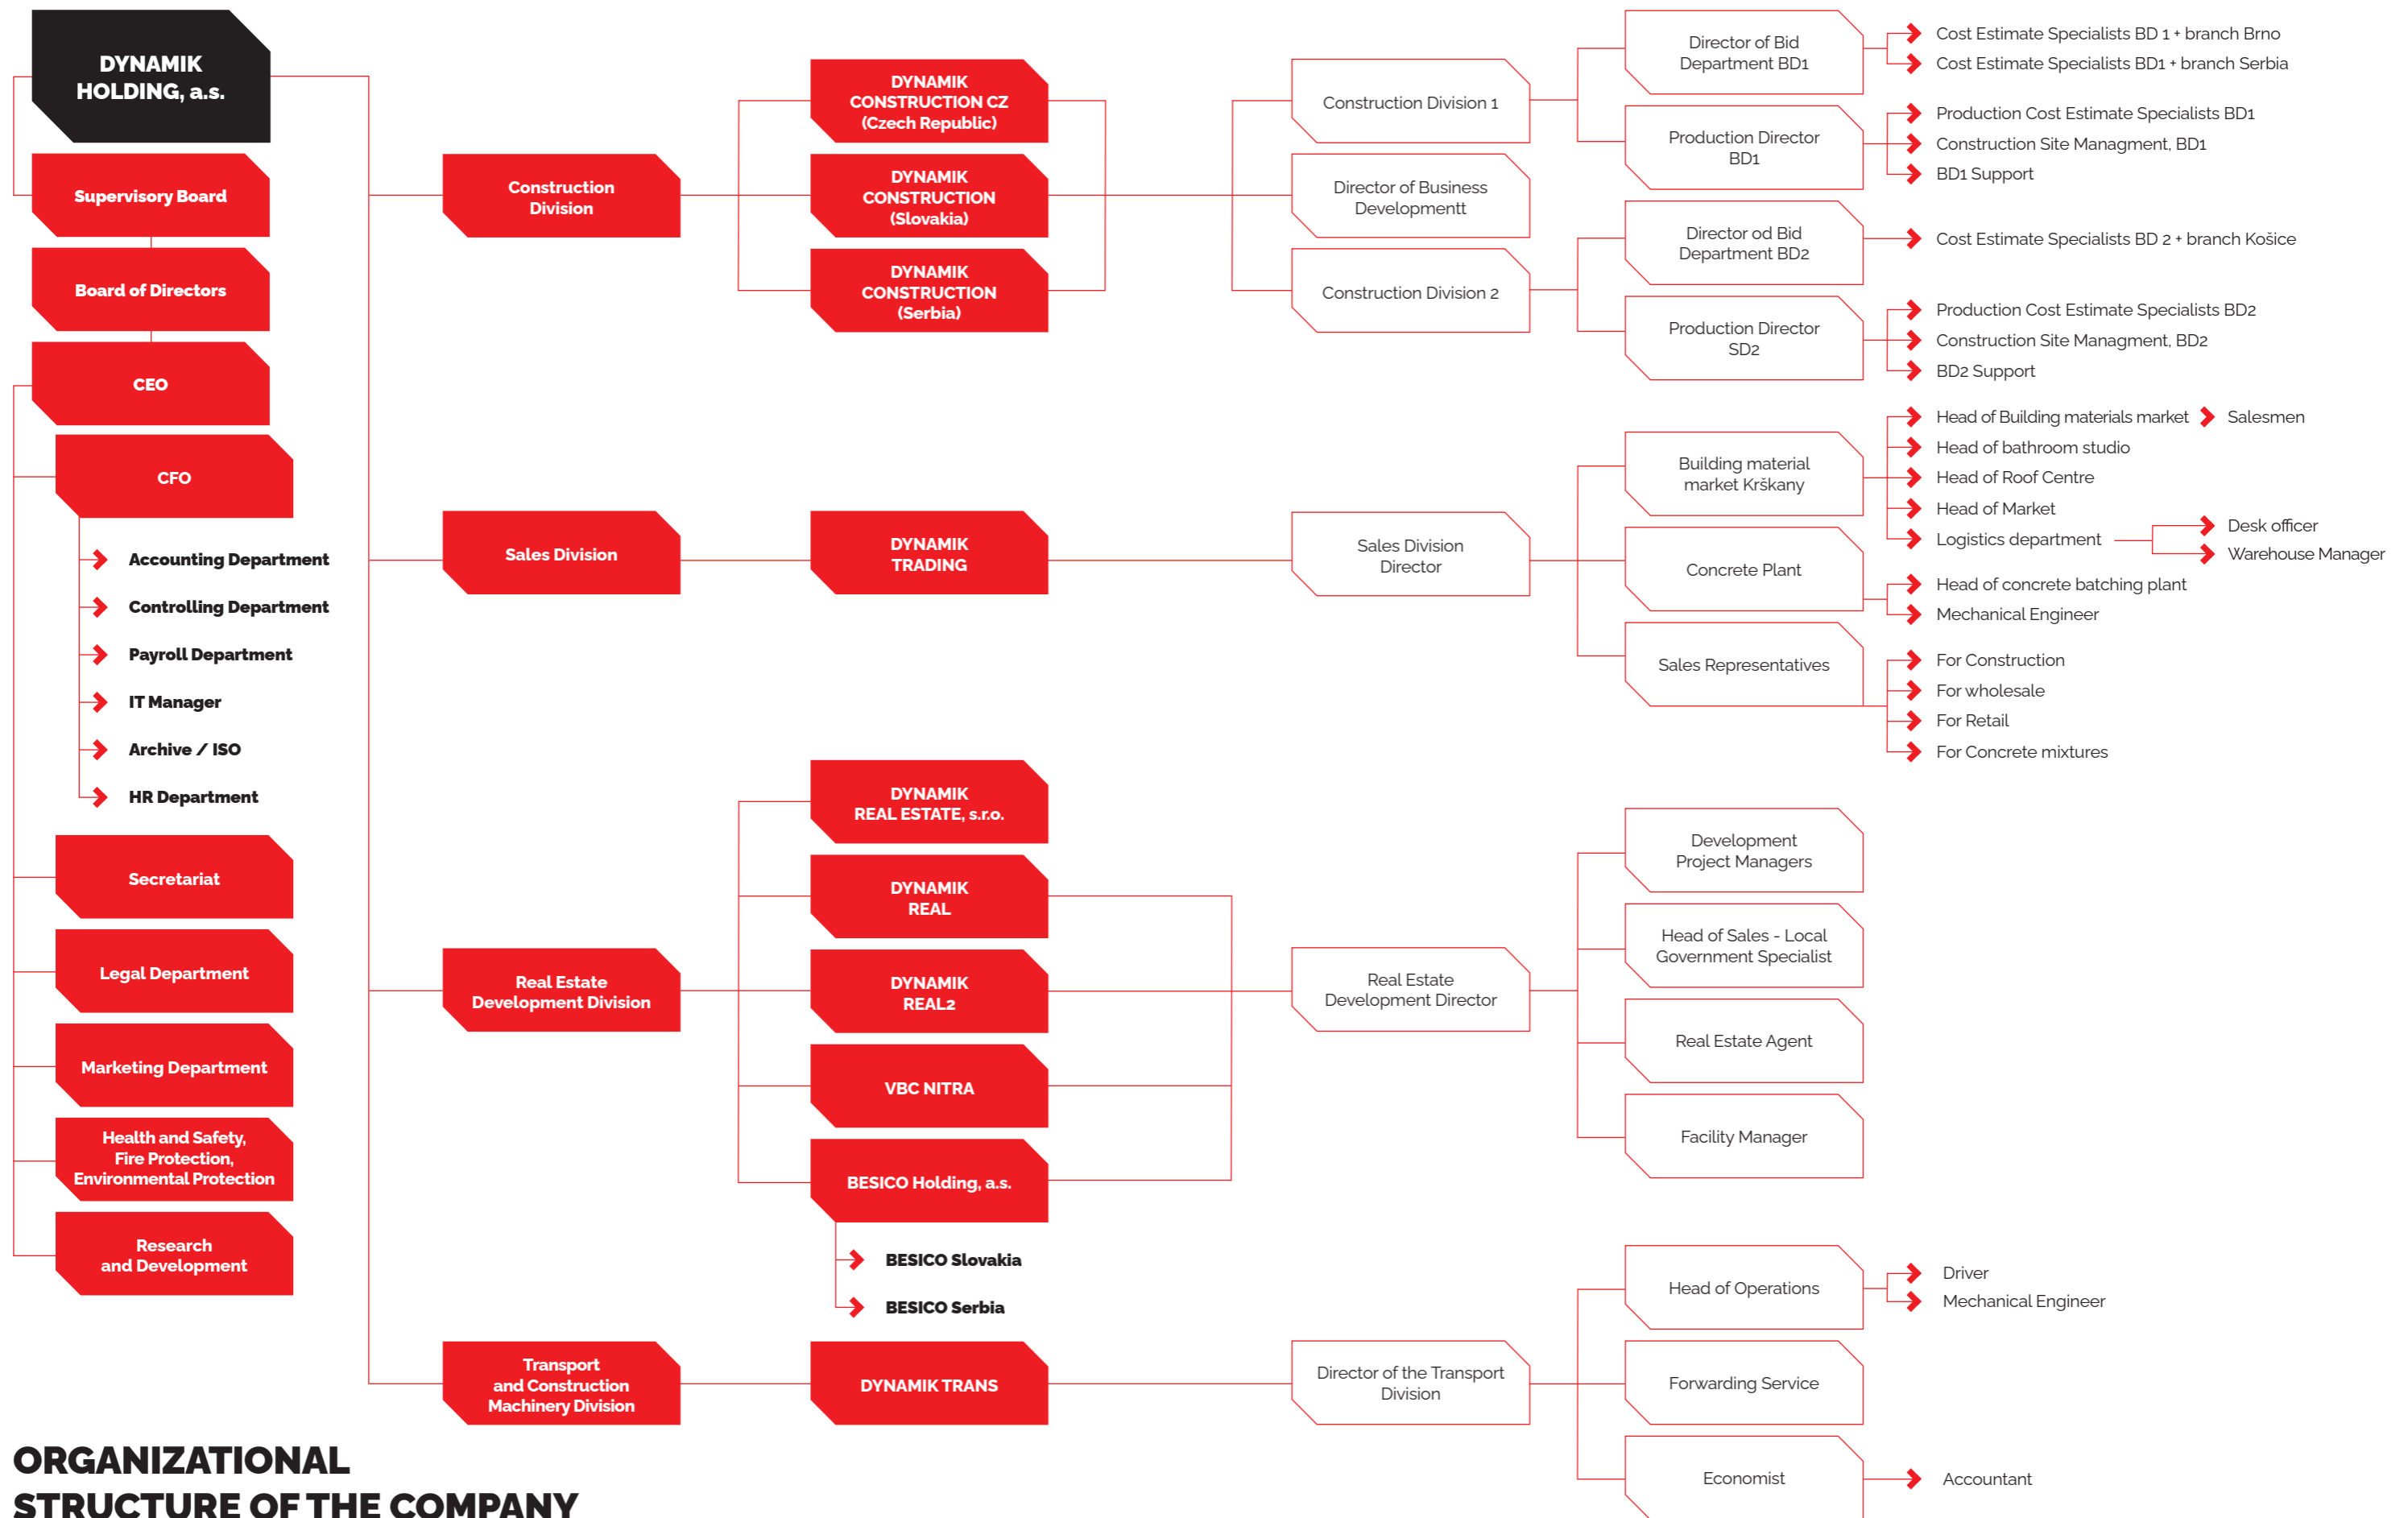 DYNAMIK
HOLDING, a.s.
Supervisory Board
Board of Directors
CEO
CFO
Accounting Department
Controlling Department
Payroll Department
IT Manager
Archive / ISO
HR Department
Secretariat
Legal Department
Marketing Department
Health and Safety,
Fire Protection,
Environmental Protection
Research
and Development
Construction
Division
DYNAMIK
CONSTRUCTION CZ
(Czech Republic)
DYNAMIK
CONSTRUCTION
(Slovakia)
DYNAMIK
CONSTRUCTION
(Serbia)
Construction Division 1
Director of Business
Developmentt
Construction Division 2
Director of Bid
Department BD1
Cost Estimate Specialists BD 1 + branch Brno
Cost Estimate Specialists BD1 + branch Serbia
Production Director
BD1
Production Cost Estimate Specialists BD1
Construction Site Managment, BD1
BD1 Support
Director od Bid
Department BD2
Cost Estimate Specialists BD 2 + branch Košice
Production Director
SD2
Production Cost Estimate Specialists BD2
Construction Site Managment, BD2
BD2 Support
Sales Division
DYNAMIK
TRADING
Sales Division
Director
Building material
market Krškany
Head of Building materials market
Salesmen
Head of bathroom studio
Head of Roof Centre
Head of Market
Logistics department
Desk officer
Warehouse Manager
Concrete Plant
Head of concrete batching plant
Mechanical Engineer
Sales Representatives
For Construction
For wholesale
For Retail
For Concrete mixtures
Real Estate
Development Division
DYNAMIK
REAL ESTATE, s.r.o.
DYNAMIK
REAL
DYNAMIK
REAL2
VBC NITRA
BESICO Holding, a.s.
BESICO Slovakia
BESICO Serbia
Real Estate
Development Director
Development
Project Managers
Head of Sales - Local
Government Specialist
Real Estate Agent
Facility Manager
Transport
and Construction
Machinery Division
DYNAMIK TRANS
Director of the Transport
Division
Head of Operations
Driver
Mechanical Engineer
Forwarding Service
Economist
Accountant
ORGANIZATIONAL
STRUCTURE OF THE COMPANY